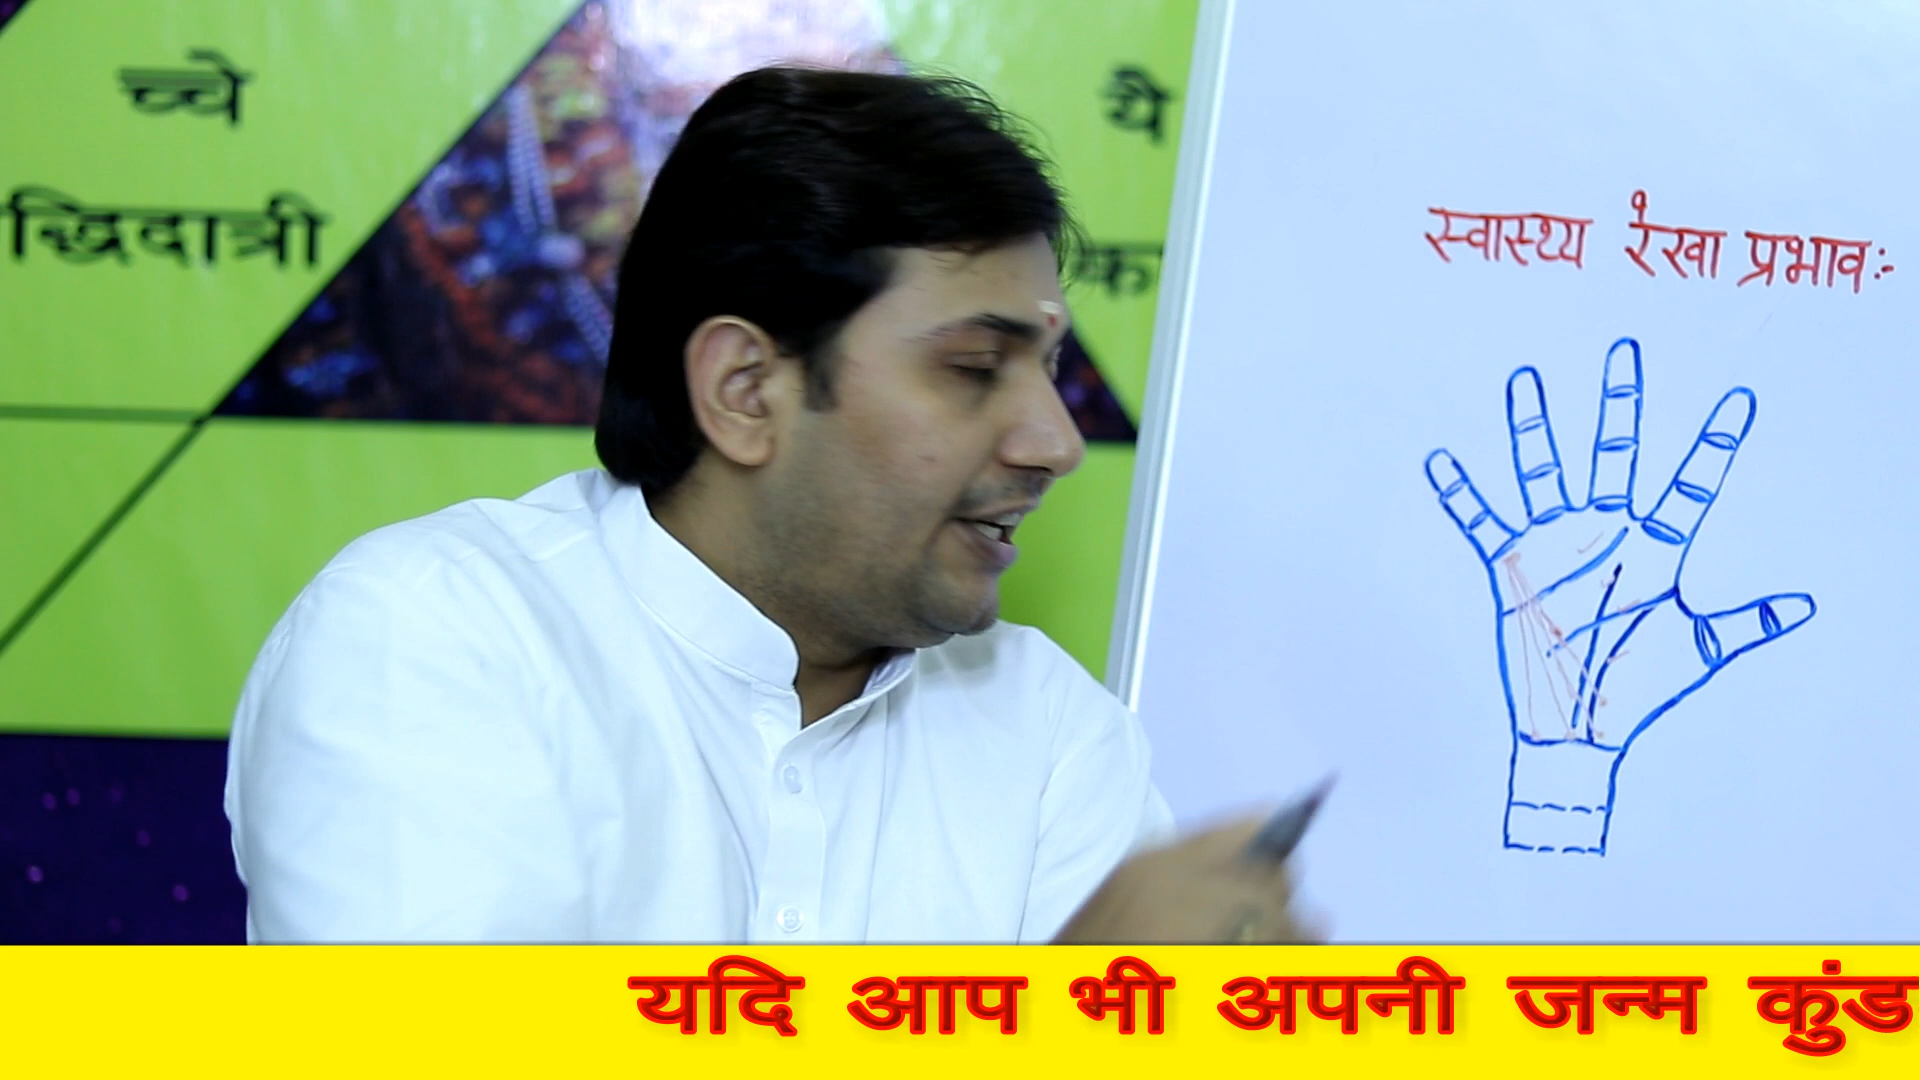 च्चे
यै
द्धिदात्री
स्वास्थ्य रेखा प्रभाव:-
यदि आप भी अपनी जन्म कुंड